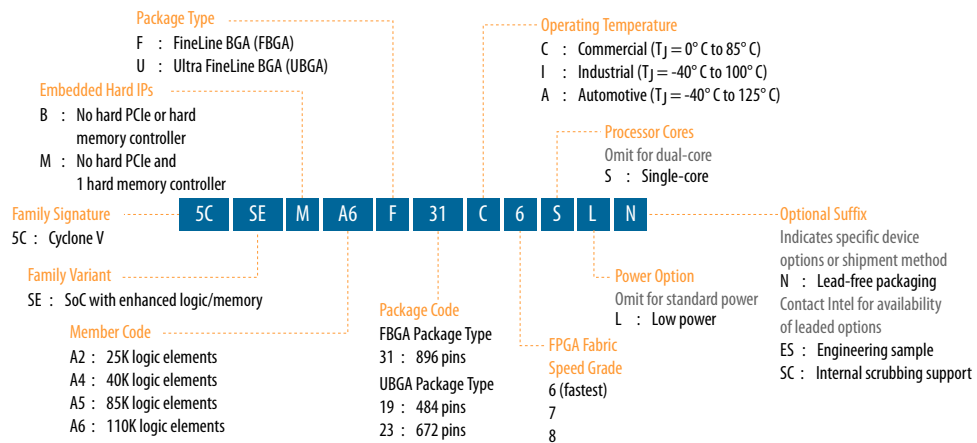 Package Type
F : FineLine BGA (FBGA)
U : Ultra FineLine BGA (UBGA)
Operating Temperature
C : Commercial (TJ = 0° C to 85° C)
I : Industrial (TJ = -40° C to 100° C)
A : Automotive (TJ = -40° C to 125° C)
Embedded Hard IPs
B : No hard PCIe or hard
memory controller
M : No hard PCIe and
1 hard memory controller
Processor Cores
Omit for dual-core
S : Single-core
Family Signature
5C : Cyclone V
5C SE M A6 F 31 C 6 S L N
Optional Suffix
Indicates specific device
options or shipment method
N : Lead-free packaging
Contact Intel for availability
of leaded options
ES : Engineering sample
SC : Internal scrubbing support
Family Variant
SE : SoC with enhanced logic/memory
Power Option
Omit for standard power
L : Low power
Member Code
A2 : 25K logic elements
A4 : 40K logic elements
A5 : 85K logic elements
A6 : 110K logic elements
Package Code
FBGA Package Type
31 : 896 pins
UBGA Package Type
19 : 484 pins
23 : 672 pins
FPGA Fabric
Speed Grade
6 (fastest)
7
8